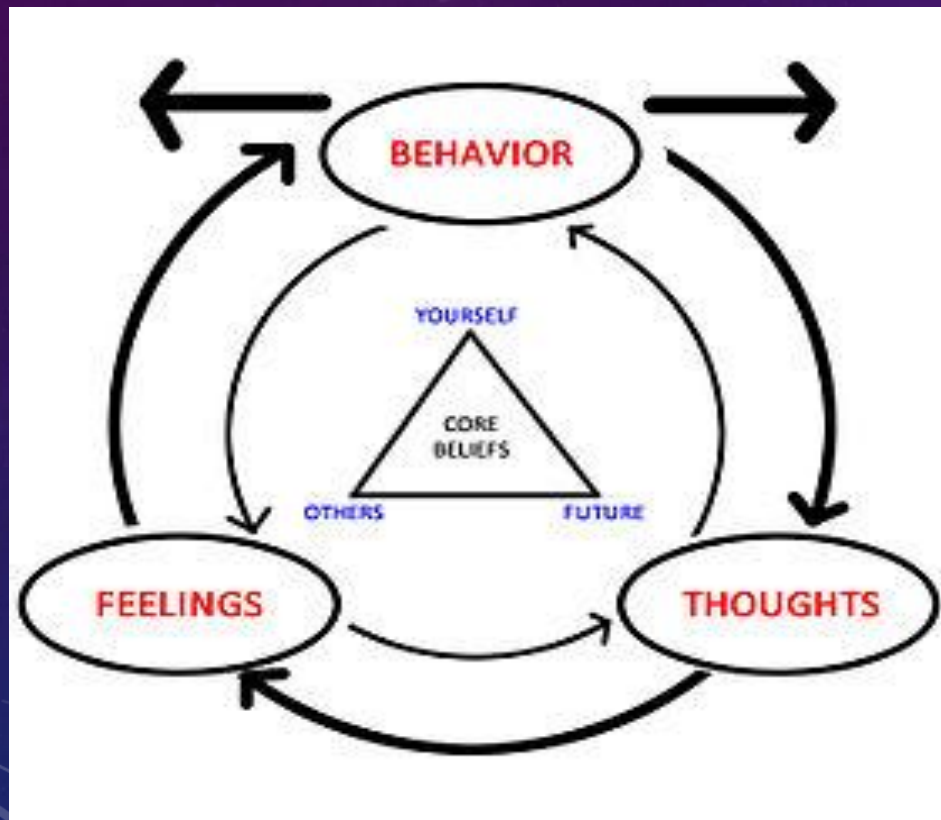 BEHAVIOR
YOURSELF
CORE
BELIEFS
OTHERS
FUTURE
FEELINGS
THOUGHTS